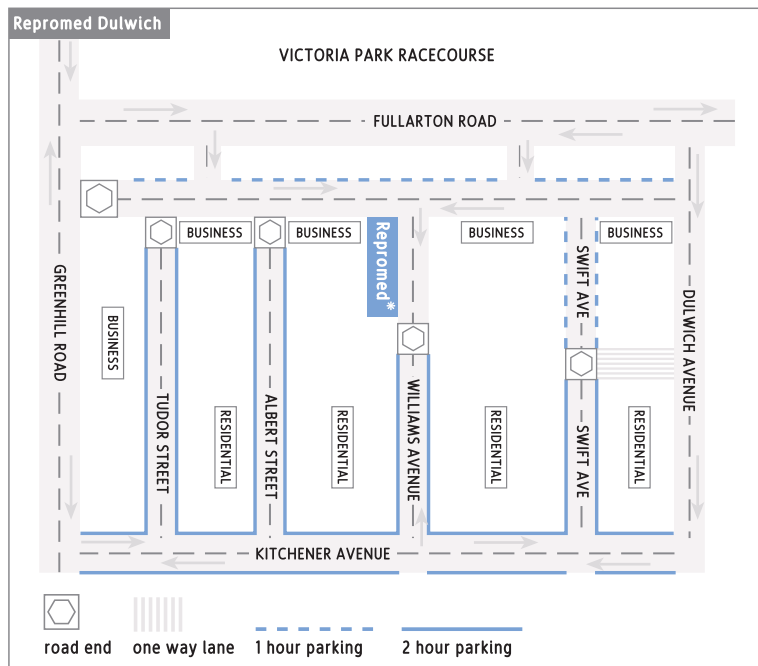 Repromed Dulwich
VICTORIA PARK RACECOURSE
FULLARTON ROAD
BUSINESS
BUSINESS
Repromed*
BUSINESS
BUSINESS
SWIFT AVE
GREENHILL ROAD
BUSINESS
DULWICH AVENUE
TUDOR STREET
RESIDENTIAL
ALBERT STREET
RESIDENTIAL
WILLIAMS AVENUE
RESIDENTIAL
SWIFT AVE
RESIDENTIAL
KITCHENER AVENUE
road end
one way lane
1 hour parking
2 hour parking